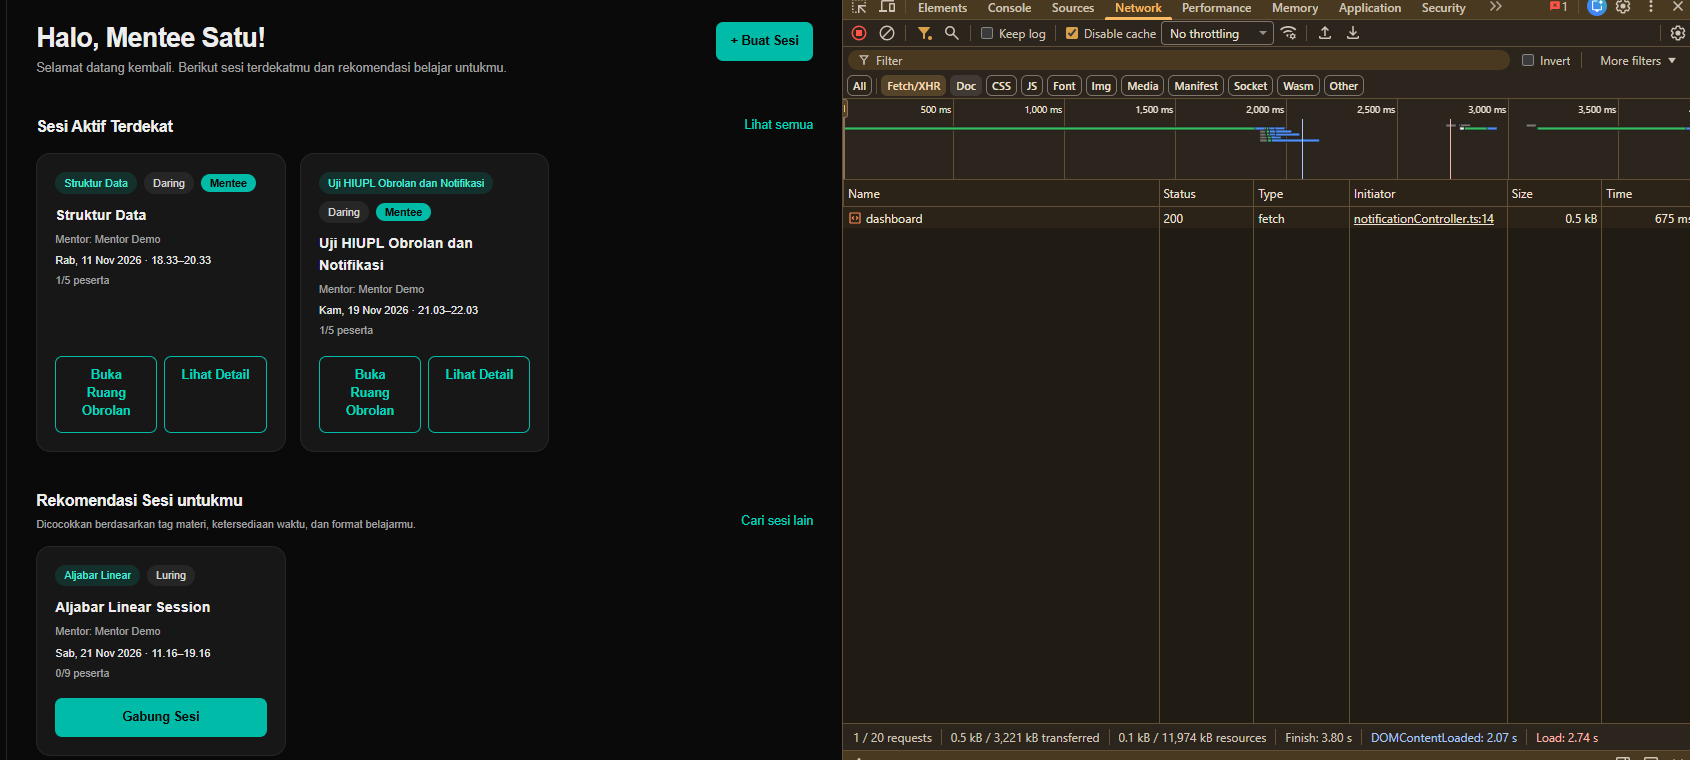 Halo, Mentee Satu!
+ Buat Sesi
Selamat datang kembali. Berikut sesi terdekatmu dan rekomendasi belajar untukmu.
Sesi Aktif Terdekat
Lihat semua
Struktur Data Daring Mentee
Struktur Data
Mentor: Mentor Demo
Rab, 11 Nov 2026 · 18.33–20.33
1/5 peserta
Buka
Ruang
Obrolan
Lihat Detail
Uji HIUPL Obrolan dan Notifikasi
Daring Mentee
Uji HIUPL Obrolan dan
Notifikasi
Mentor: Mentor Demo
Kam, 19 Nov 2026 · 21.03–22.03
1/5 peserta
Buka
Ruang
Obrolan
Lihat Detail
Rekomendasi Sesi untukmu
Dicocokkan berdasarkan tag materi, ketersediaan waktu, dan format belajarmu.
Cari sesi lain
Aljabar Linear Luring
Aljabar Linear Session
Mentor: Mentor Demo
Sab, 21 Nov 2026 · 11.16–19.16
0/9 peserta
Gabung Sesi
Elements Console Sources Network Performance Memory Application Security 1
Keep log Disable cache No throttling
Filter Invert More filters
All Fetch/XHR Doc CSS JS Font Img Media Manifest Socket Wasm Other
500 ms 1,000 ms 1,500 ms 2,000 ms 2,500 ms 3,000 ms 3,500 ms
Name Status Type Initiator Size Time
dashboard 200 fetch notificationController.ts:14 0.5 kB 675 ms
1 / 20 requests 0.5 kB / 3,221 kB transferred 0.1 kB / 11,974 kB resources Finish: 3.80 s DOMContentLoaded: 2.07 s Load: 2.74 s